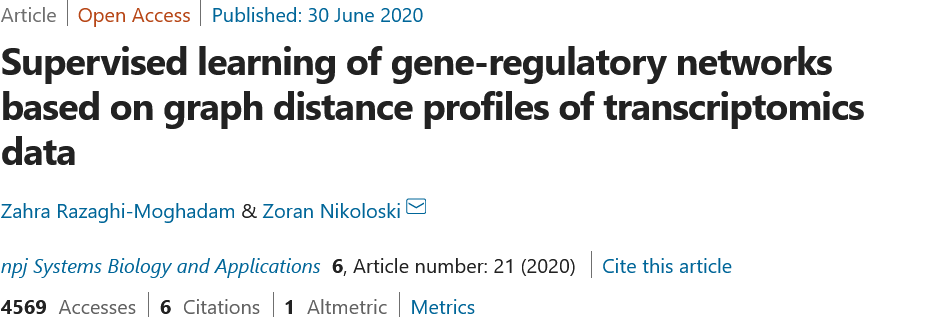 Article | Open Access | Published: 30 June 2020
Supervised learning of gene-regulatory networks
based on graph distance profiles of transcriptomics
data
Zahra Razaghi-Moghadam & Zoran Nikoloski
npj Systems Biology and Applications 6, Article number: 21 (2020) | Cite this article
4569 Accesses | 6 Citations | 1 Altmetric | Metrics